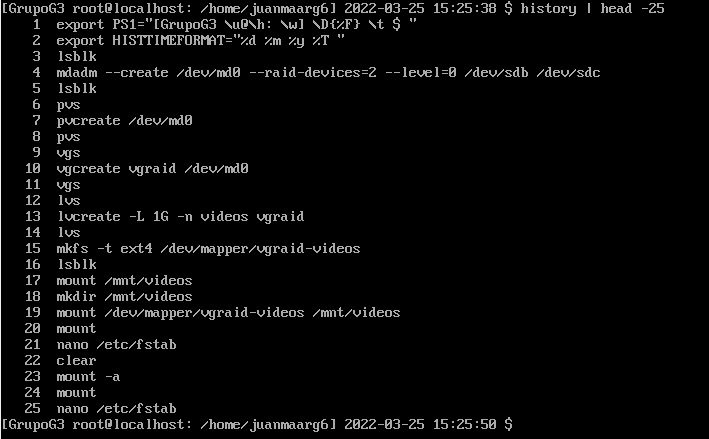 [GrupoG3 root@localhost: /home/juanmaarg6] 2022-03-25 15:25:38 $ history | head -25
1 export PS1="[GrupoG3 \u@\h: \w] \D{%F} \t $ "
2 export HISTTIMEFORMAT="%d %m %y %T "
3 lsblk
4 mdadm --create /dev/md0 --raid-devices=2 --level=0 /dev/sdb /dev/sdc
5 lsblk
6 pvs
7 pvcreate /dev/md0
8 pvs
9 vgs
10 vgcreate vgraid /dev/md0
11 vgs
12 lvs
13 lvcreate -L 1G -n videos vgraid
14 lvs
15 mkfs -t ext4 /dev/mapper/vgraid-videos
16 lsblk
17 mount /mnt/videos
18 mkdir /mnt/videos
19 mount /dev/mapper/vgraid-videos /mnt/videos
20 mount
21 nano /etc/fstab
22 clear
23 mount -a
24 mount
25 nano /etc/fstab
[GrupoG3 root@localhost: /home/juanmaarg6] 2022-03-25 15:25:50 $